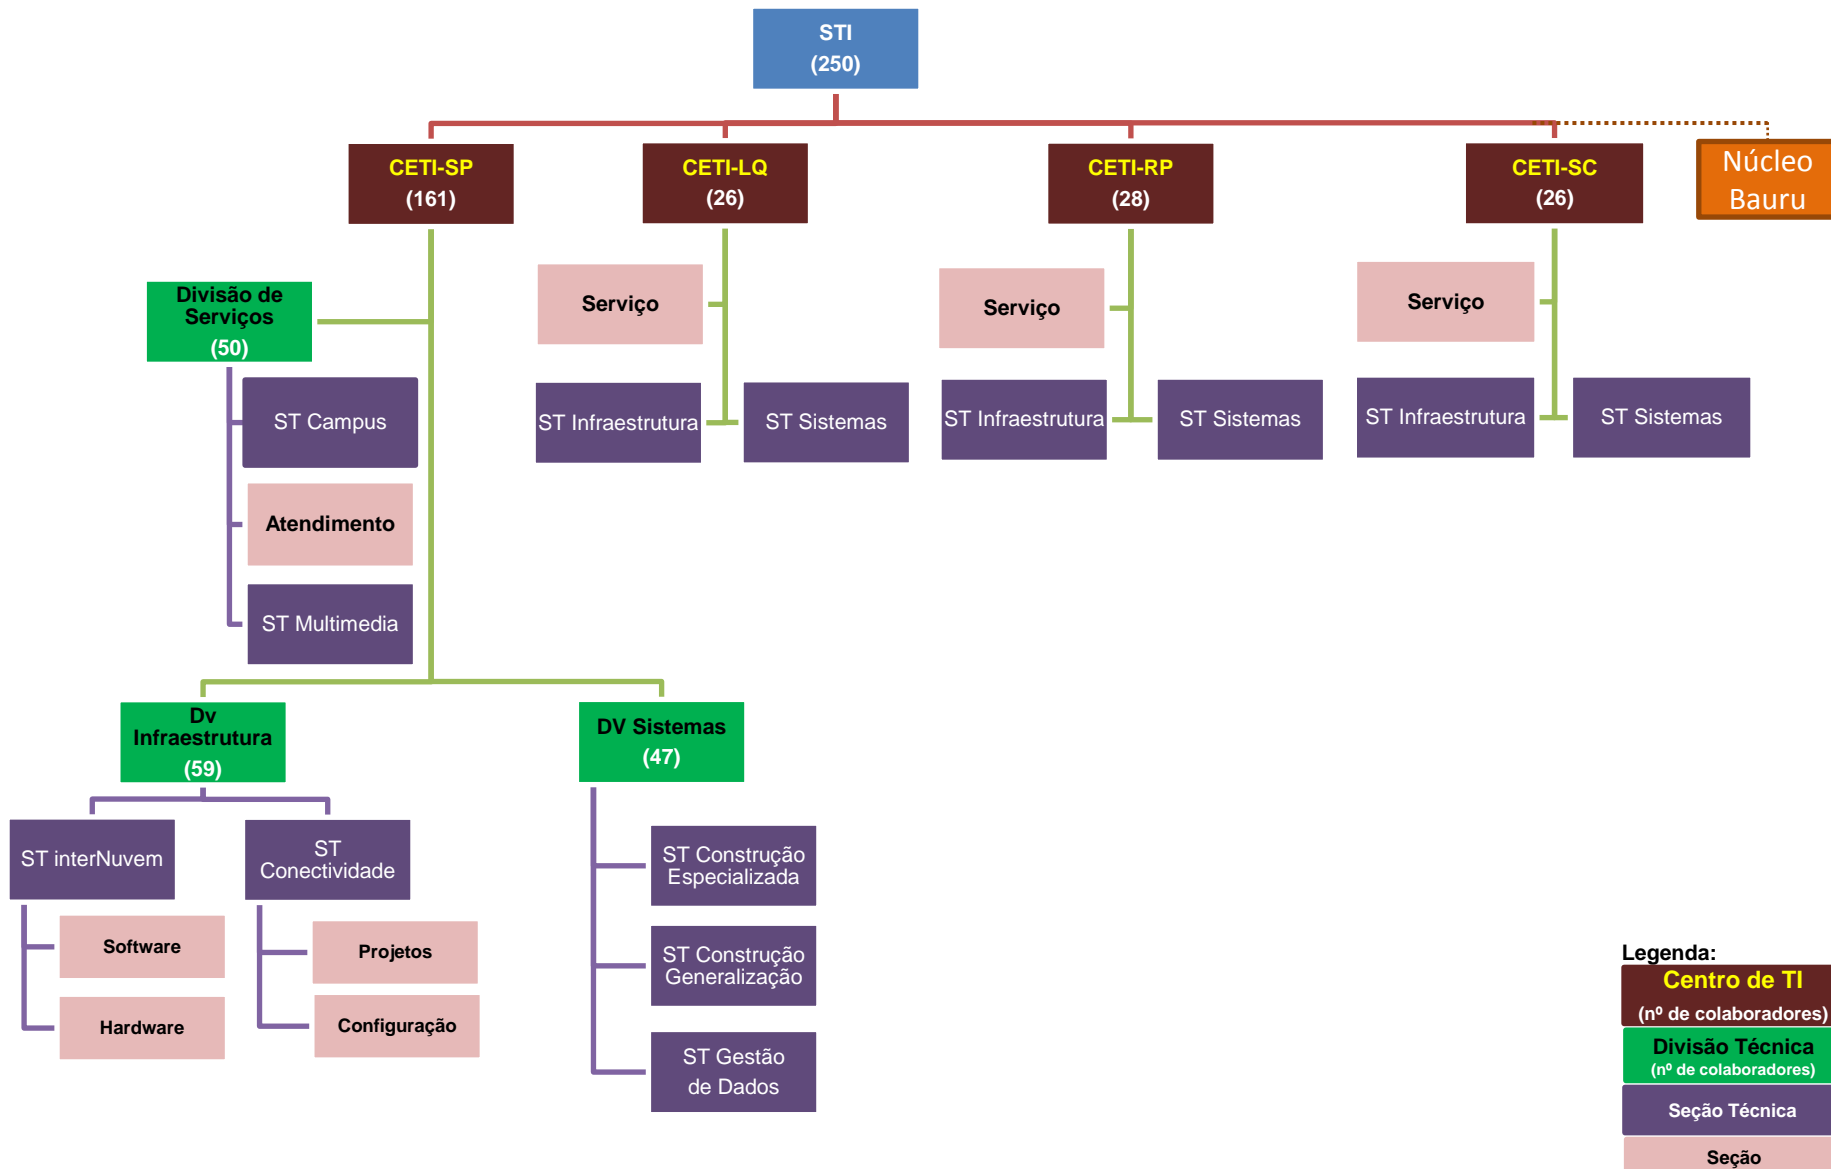 STI
(250)
CETI-SP
(161)
CETI-LQ
(26)
CETI-RP
(28)
CETI-SC
(26)
Núcleo
Bauru
Divisão de
Serviços
(50)
Serviço
Serviço
Serviço
ST Campus
ST Infraestrutura
ST Sistemas
ST Infraestrutura
ST Sistemas
ST Infraestrutura
ST Sistemas
Atendimento
ST Multimedia
Dv
Infraestrutura
(59)
DV Sistemas
(47)
ST interNuvem
ST
Conectividade
Software
Hardware
Projetos
Configuração
ST Construção
Especializada
ST Construção
Generalização
ST Gestão
de Dados
Legenda:
Centro de TI
(nº de colaboradores)
Divisão Técnica
(nº de colaboradores)
Seção Técnica
Seção